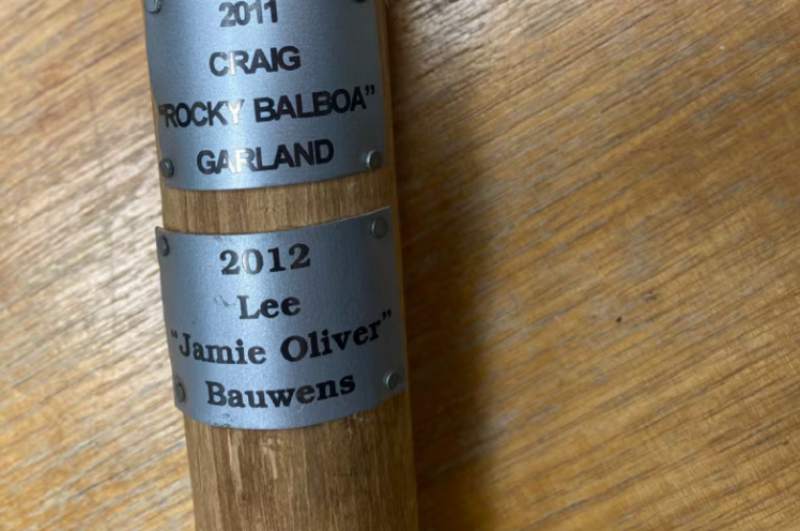 2011
CRAIG
"ROCKY BALBOA"
GARLAND
2012
Lee
"Jamie Oliver"
Bauwens